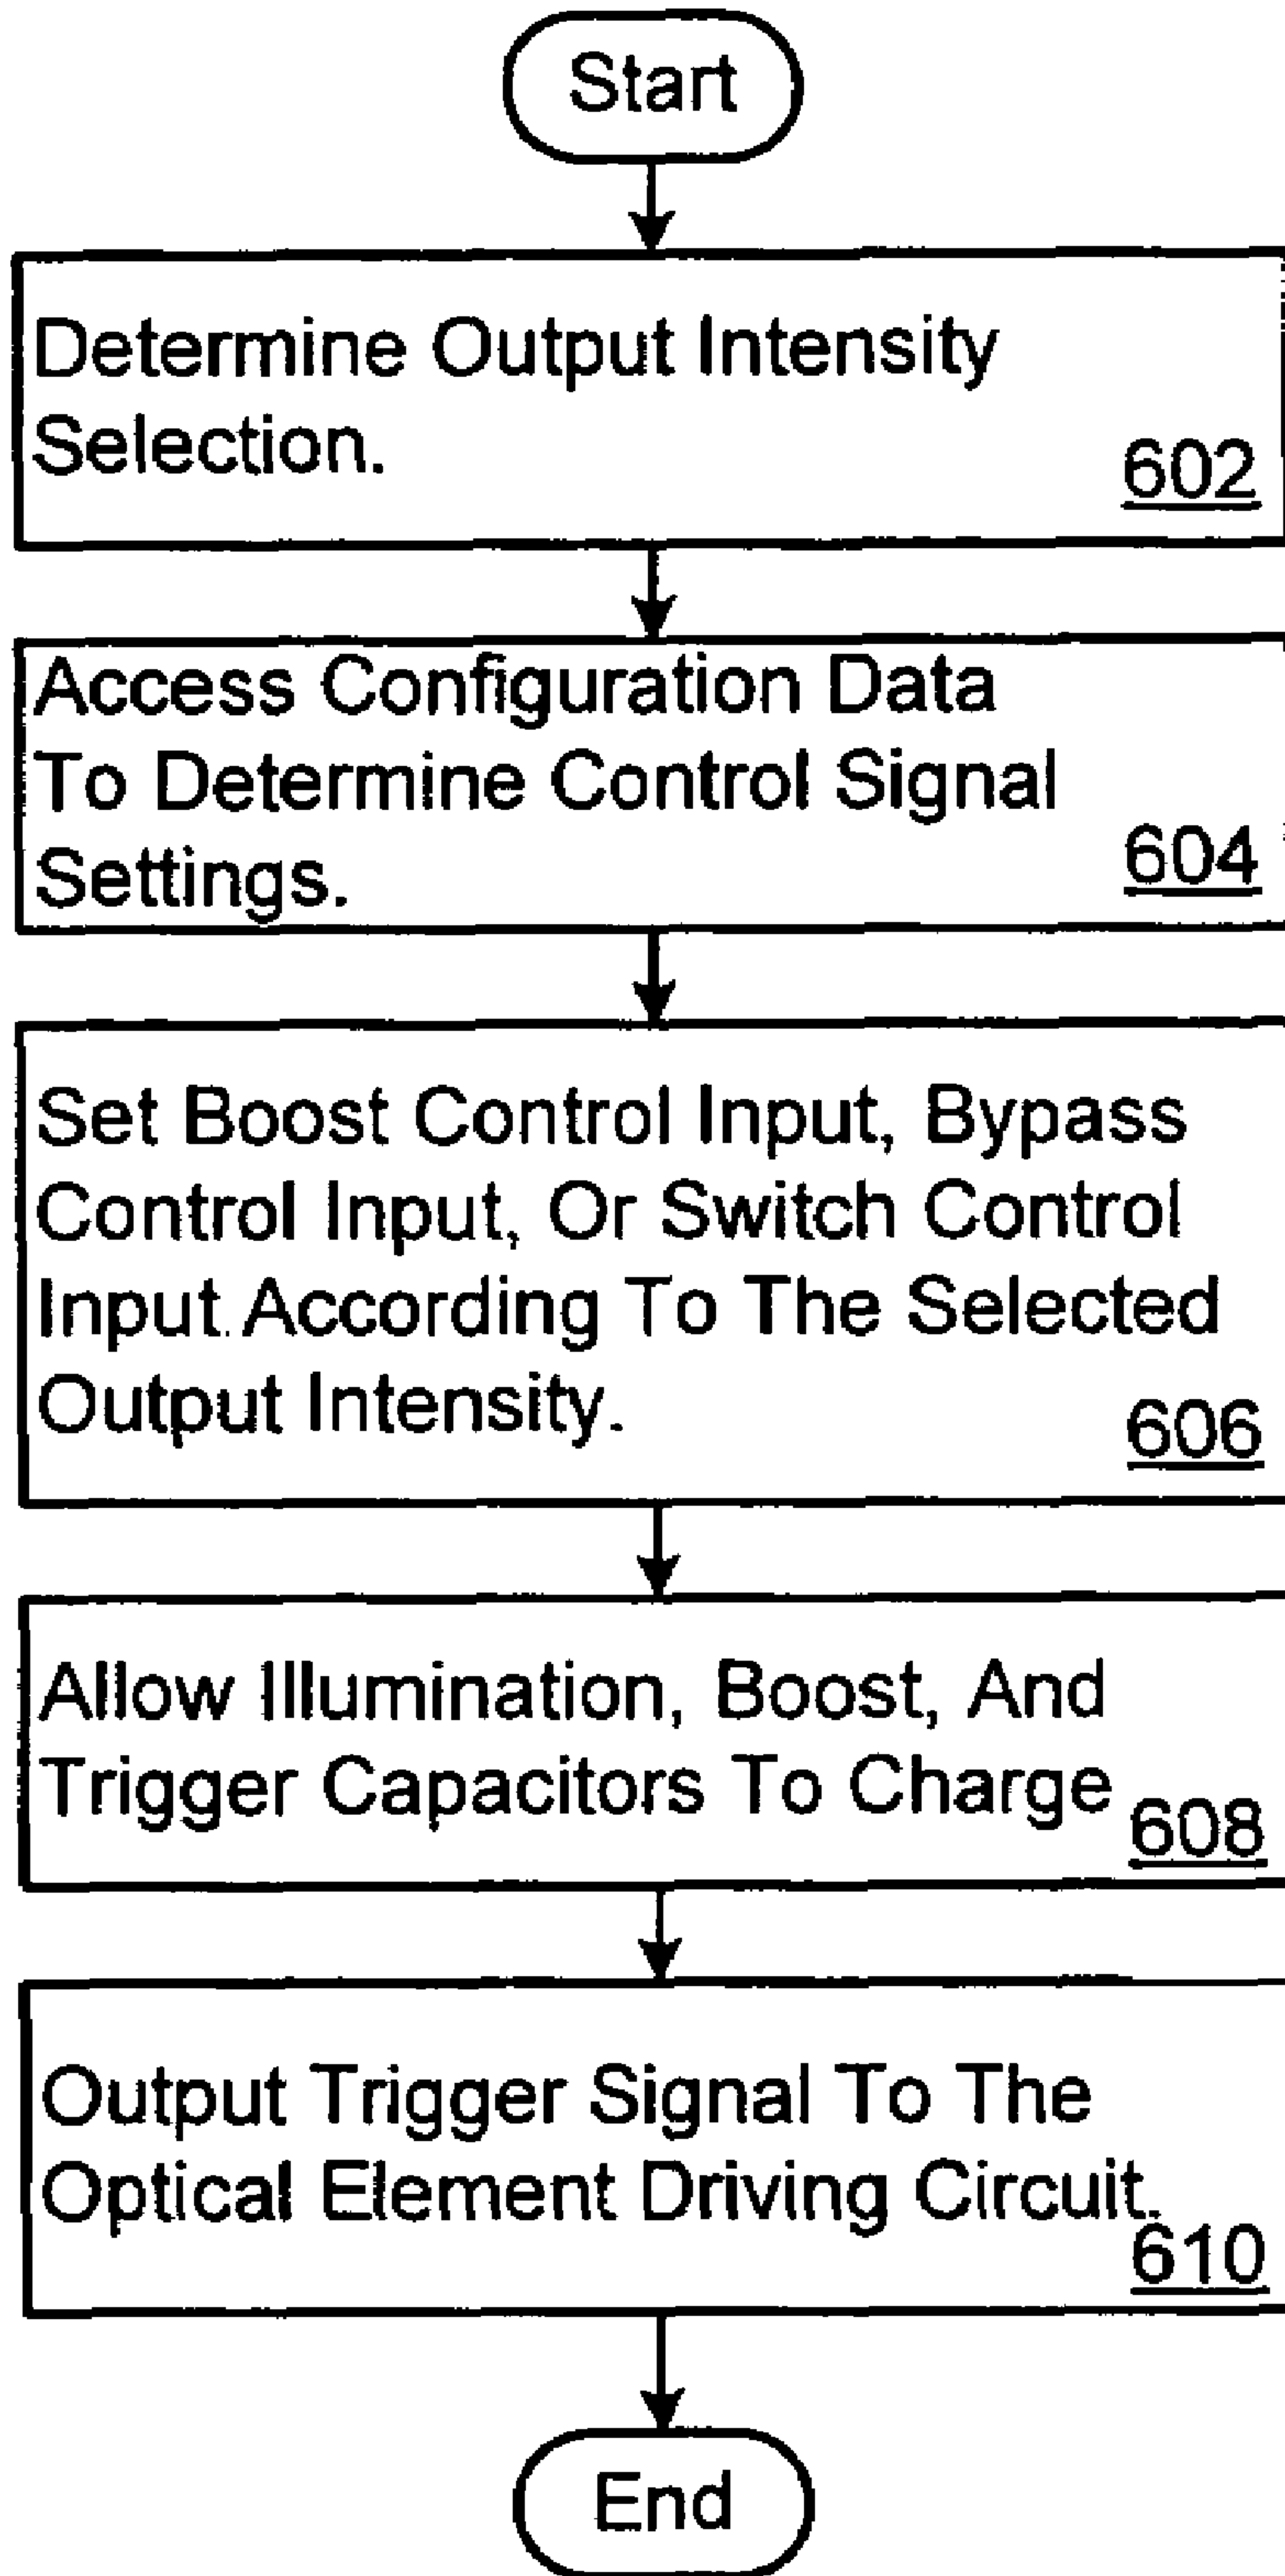 Start
Determine Output Intensity
Selection.
602
Access Configuration Data
To Determine Control Signal
Settings.
604
Set Boost Control Input, Bypass
Control Input, Or Switch Control
Input According To The Selected
Output Intensity.
606
Allow Illumination, Boost, And
Trigger Capacitors To Charge
608
Output Trigger Signal To The
Optical Element Driving Circuit.
610
End